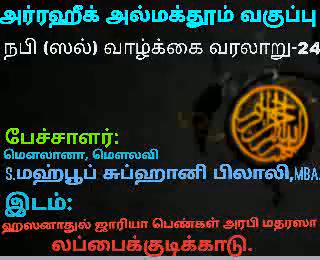 அர்ரஹீக் அல்மக்தூம் வகுப்பு
நபி (ஸல்) வாழ்க்கை வரலாறு-24
பேச்சாளர்:
மௌலானா, மௌலவி
S.மஹ்பூப் சுப்ஹானி பிலாலி,MBA.
இடம்:
ஹஸனாதுல் ஜாரியா பெண்கள் அரபி மதரஸா
லப்பைக்குடிக்காடு.